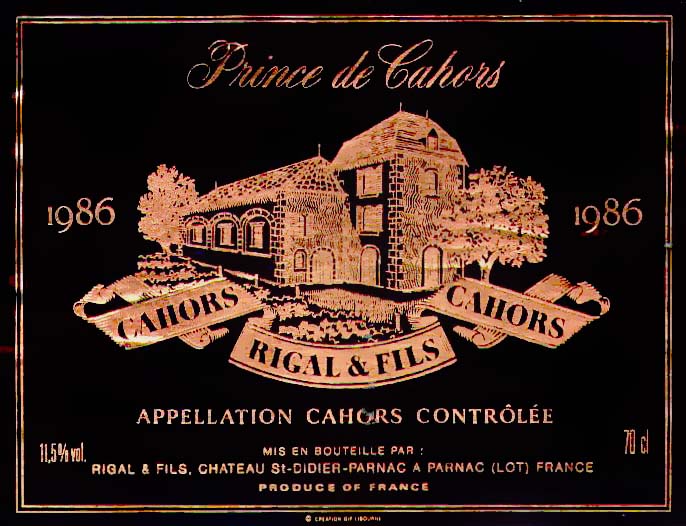 Prince de Cahors
1986
1986
CAHORS
CAHORS
RIGAL & FILS
APPELLATION CAHORS CONTRÔLÉE
11,5% vol.
70 cl
MIS EN BOUTEILLE PAR :
RIGAL & FILS, CHATEAU St-DIDIER-PARNAC A PARNAC (LOT) FRANCE
PRODUCE OF FRANCE
© CREATION